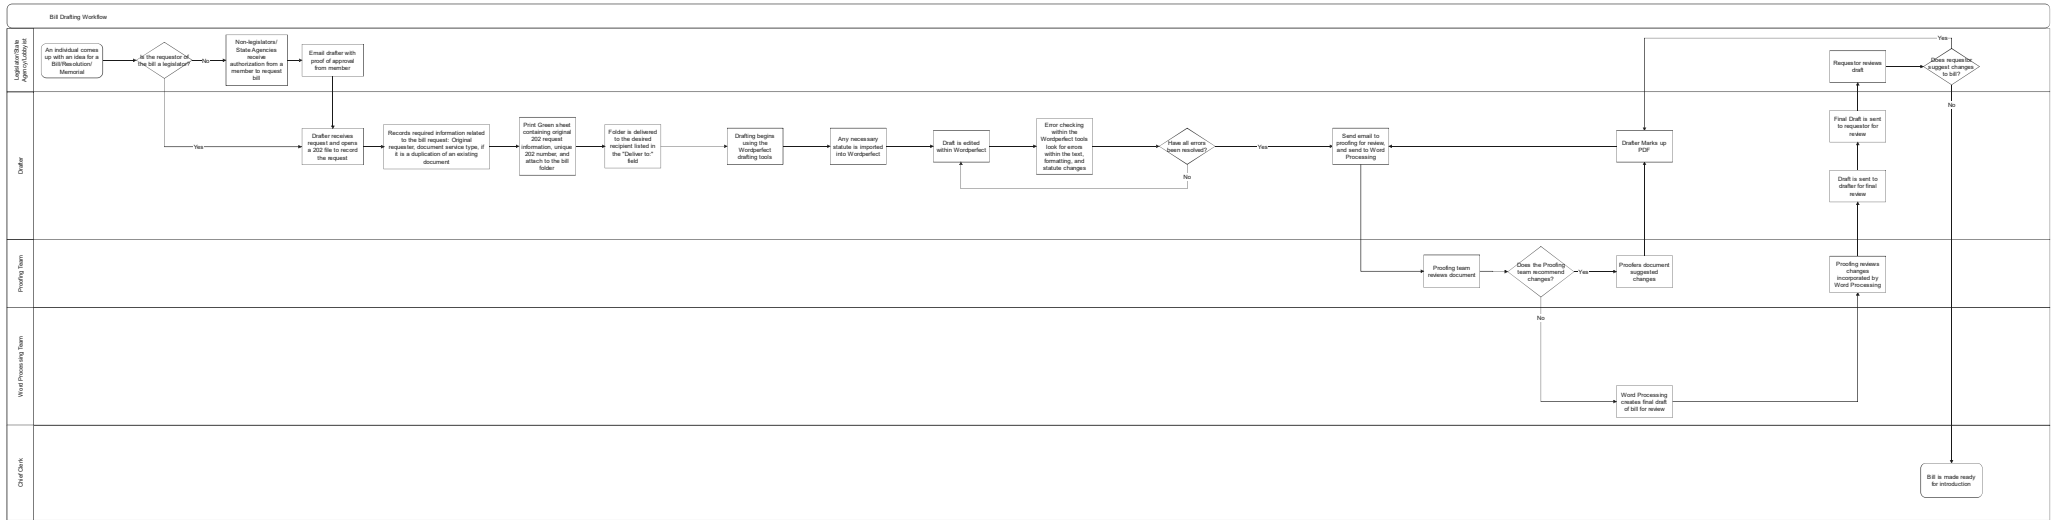 Bill Drafting Workflow
Legislator/State
Agency/Lobbyist
An individual comes
up with an idea for a
Bill/Resolution/
Memorial
Is the requestor of
the bill a legislator?
No
Non-legislators/
State Agencies
receive
authorization from a
member to request
bill
Email drafter with
proof of approval
from member
Requestor reviews
draft
Does requestor
suggest changes
to bill?
Yes
No
Drafter
Yes
Drafter receives
request and opens
a 202 file to record
the request
Records required information related
to the bill request: Original
requester, document service type, if
it is a duplication of an existing
document
Print Green sheet
containing original
202 request
information, unique
202 number, and
attach to the bill
folder
Folder is delivered
to the desired
recipient listed in
the "Deliver to:"
field
Drafting begins
using the
Wordperfect
drafting tools
Any necessary
statute is imported
into Wordperfect
Draft is edited
within Wordperfect
Error checking
within the
Wordperfect tools
look for errors
within the text,
formatting, and
statute changes
Have all errors
been resolved?
No
Yes
Send email to
proofing for review,
and send to Word
Processing
Drafter Marks up
PDF
Final Draft is sent
to requestor for
review
Draft is sent to
drafter for final
review
Proofing Team
Proofing team
reviews document
Does the Proofing
team recommend
changes?
Yes
No
Proofers document
suggested
changes
Proofing reviews
changes
incorporated by
Word Processing
Word Processing Team
Word Processing
creates final draft
of bill for review
Chief Clerk
Bill is made ready
for introduction